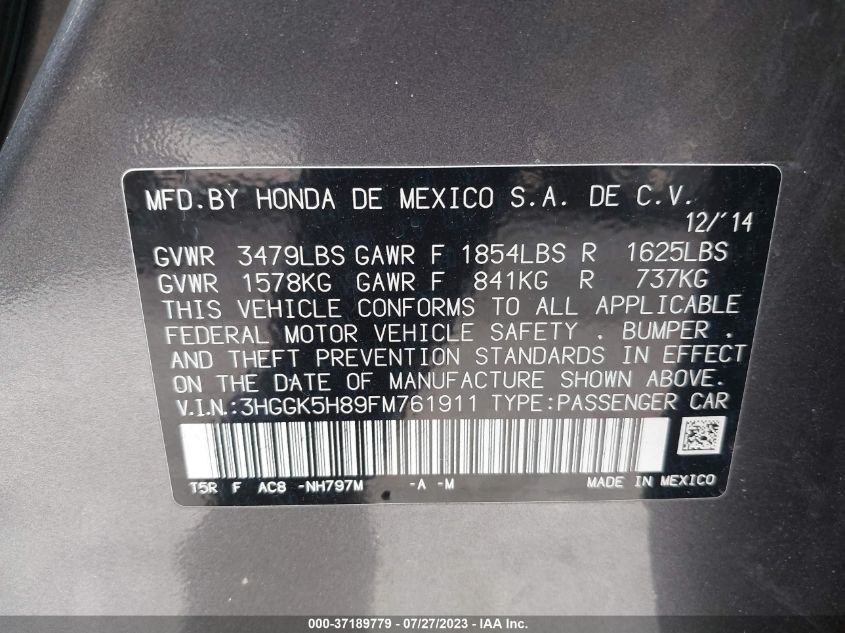 MFD.BY HONDA DE MEXICO S.A. DE C.V.
12/'14
GVWR 3479LBS GAWR F 1854LBS R 1625LBS
GVWR 1578KG GAWR F 841KG R 737KG
THIS VEHICLE CONFORMS TO ALL APPLICABLE
FEDERAL MOTOR VEHICLE SAFETY , BUMPER ,
AND THEFT PREVENTION STANDARDS IN EFFECT
ON THE DATE OF MANUFACTURE SHOWN ABOVE.
V.I.N.:3HGGK5H89FM761911 TYPE:PASSENGER CAR
T5R F AC8 -NH797M -A -M MADE IN MEXICO
000-37189779 - 07/27/2023 - IAA Inc.